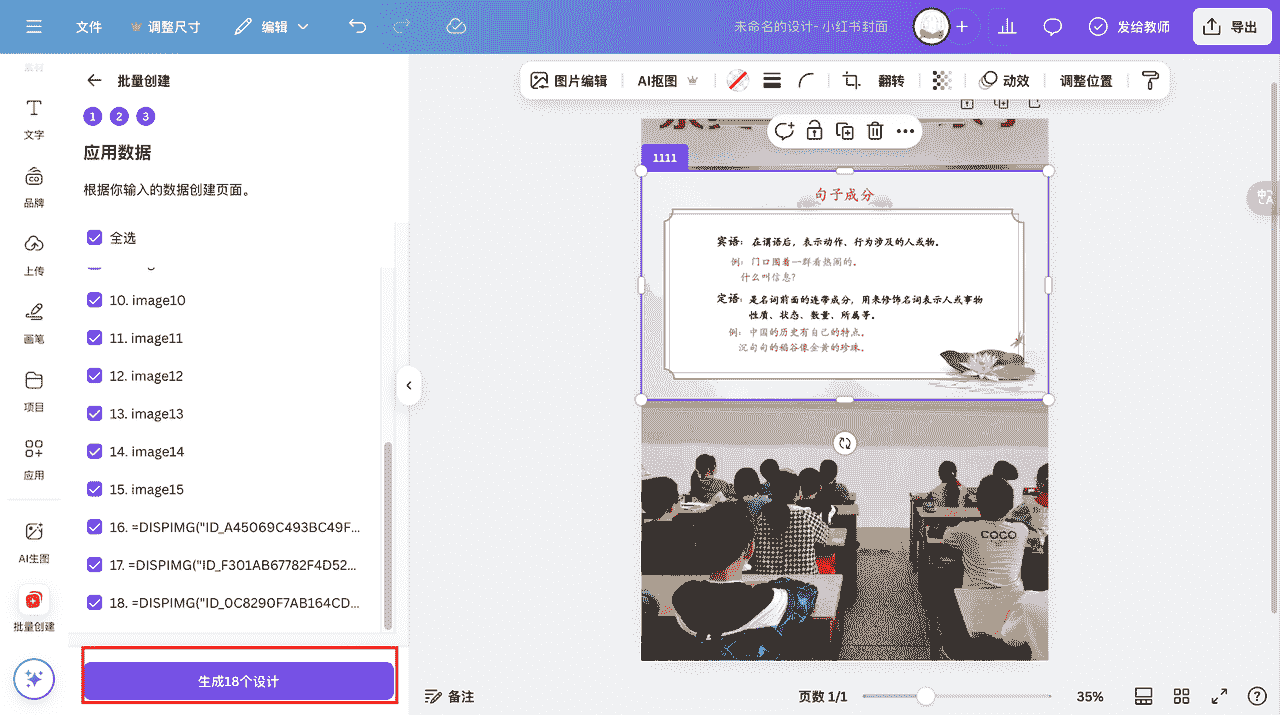 文件
调整尺寸
编辑
未命名的设计- 小红书封面
发给教师
导出
素材
文字
品牌
上传
画笔
项目
应用
AI生图
批量创建
批量创建
1 2 3
应用数据
根据你输入的数据创建页面。
全选
10. image10
11. image11
12. image12
13. image13
14. image14
15. image15
16. =DISPIMG("ID_A45069C493BC49F...
17. =DISPIMG("ID_F301AB67782F4D52...
18. =DISPIMG("ID_0C8290F7AB164CD...
生成18个设计
图片编辑
AI抠图
翻转
动效
调整位置
1111
句子成分
宾语：在谓语后，表示动作、行为涉及的人或物。
例：门口围着一群看热闹的。
什么叫信息?
定语：是名词前面的连带成分，用来修饰名词表示人或事物
性质、状态、数量、所属等。
例：中国的历史有自己的特点。
沉甸甸的稻谷像金黄的珍珠。
COCO
备注
页数 1/1
35%